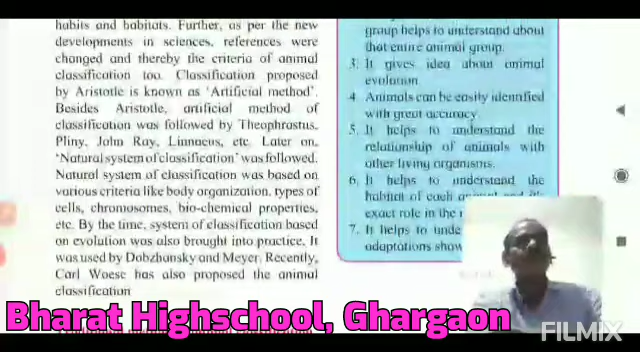 habits and habitats. Further, as per the new
developments in sciences, references were
changed and thereby the criteria of animal
classification too. Classification proposed
by Aristotle is known as 'Artificial method'.
Besides Aristotle, artificial method of
classification was followed by Theophrastus,
Pliny, John Ray, Linnaeus, etc. Later on,
'Natural system of classification' was followed.
Natural system of classification was based on
various criteria like body organization, types of
cells, chromosomes, bio-chemical properties,
etc. By the time, system of classification based
on evolution was also brought into practice. It
was used by Dobzhansky and Meyer. Recently,
Carl Woese has also proposed the animal
classification
group helps to understand about
that entire animal group.
3. It gives idea about animal
evolution.
4. Animals can be easily identified
with great accuracy.
5. It helps to understand the
relationship of animals with
other living organisms.
6. It helps to understand the
habitat of each
exact role in the
7. It helps to
adaptations
Bharat Highschool, Ghargaon
FILMIX